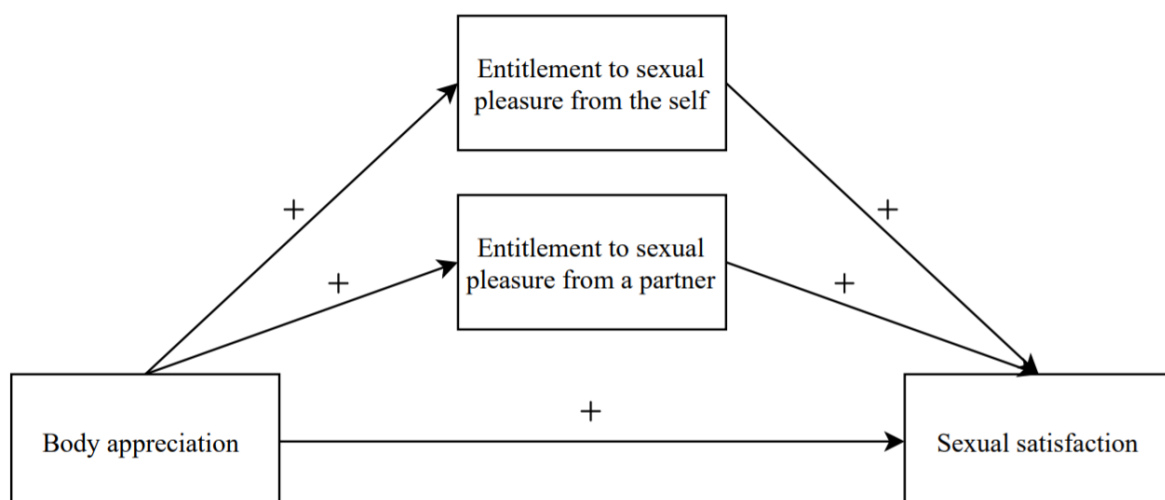 Entitlement to sexual
pleasure from the self
+
+
Entitlement to sexual
pleasure from a partner
+
+
+
Body appreciation
Sexual satisfaction